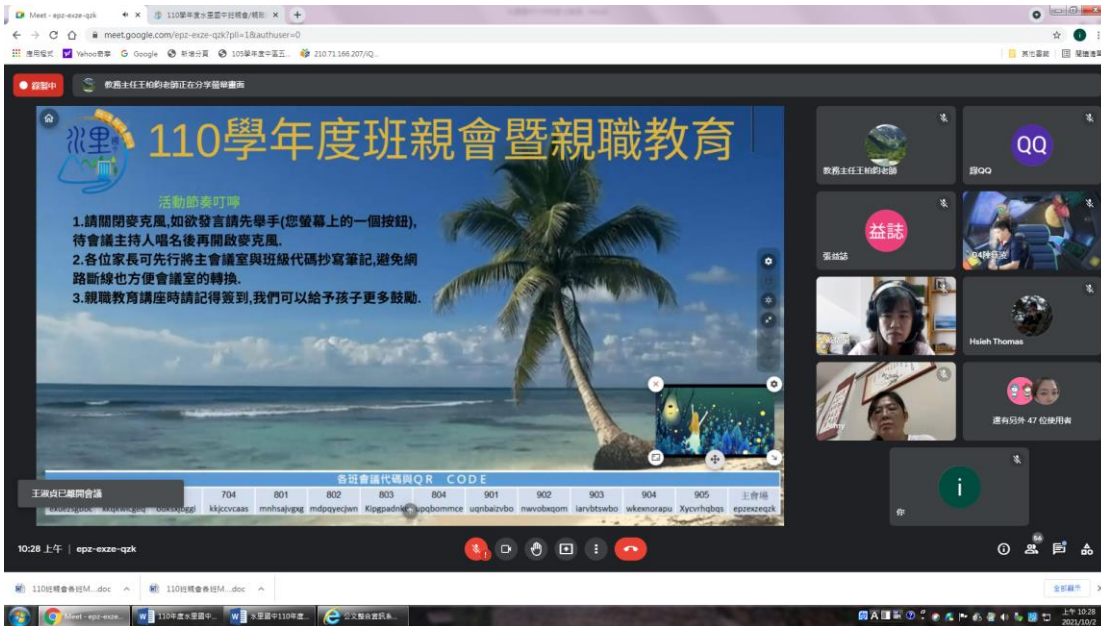 Meet - epz-exze-qzk
110學年度水里國中班親會/親職
meet.google.com/epz-exze-qzk?pli=1&authuser=0
應用程式
Yahoo奇摩
Google
新增分頁
105學年度中區五...
210.71.166.207/iQ...
其他書籤
閱讀清單
錄製中
教務主任王柏鈞老師正在分享螢幕畫面
水里
110學年度班親會暨親職教育
活動節奏叮嚀
1.請關閉麥克風,如欲發言請先舉手(您螢幕上的一個按鈕),
待會議主持人唱名後再開啟麥克風.
2.各位家長可先行將主會議室與班級代碼抄寫筆記,避免網
路斷線也方便會議室的轉換.
3.親職教育講座時請記得簽到,我們可以給予孩子更多鼓勵.
教務主任王柏鈞老師
QQ
錄QQ
益誌
張益誌
Hsieh Thomas
還有另外 47 位使用者
i
你
各班會議代碼與QR CODE
704 801 802 803 804 901 902 903 904 905 主會場
kkjccvcaas mnhsajvgxg mdpqyecjwn upqbommce uqnbaizvbo nwvobxqom iarvbtswbo wkexnorapu Xycvrhqbqs epzexzeqzk
王淑貞已離開會議
10:28 上午 | epz-exze-qzk
66
110班親會各班M....doc
110班親會各班M....doc
全部顯示
Meet - epz-exze...
110年度水里國中...
水里國中110年度...
公文整合資訊系...
上午 10:28
2021/10/2